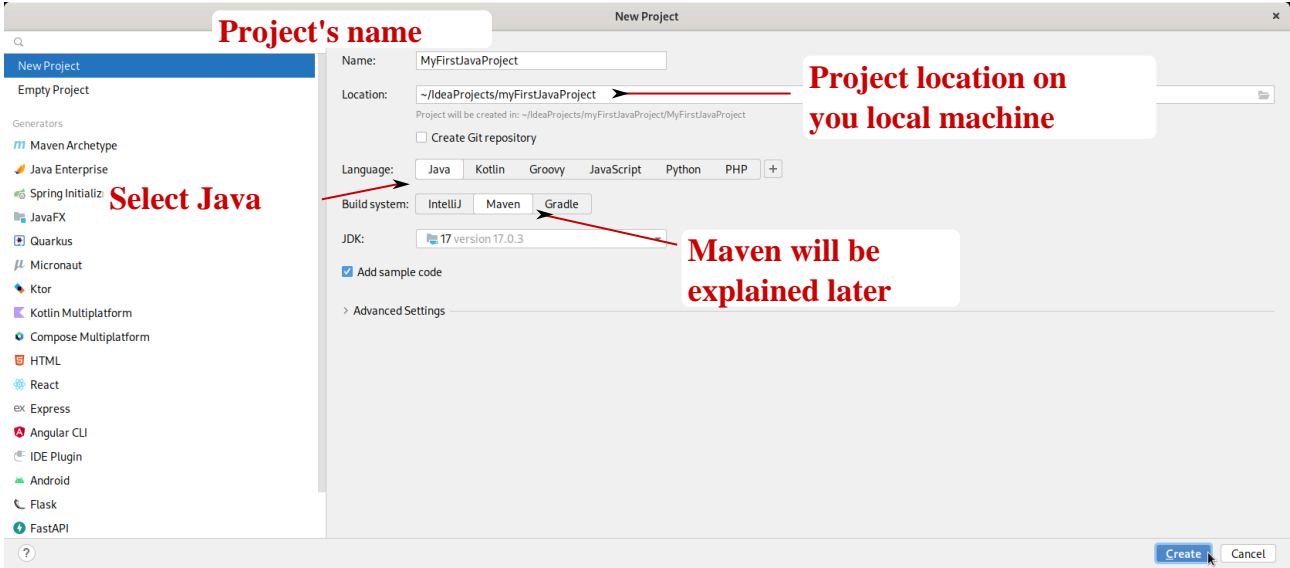 New Project
×
Project's name
New Project
Empty Project
Generators
Maven Archetype
Java Enterprise
Spring
JavaFX
Quarkus
Micronaut
Ktor
Kotlin Multiplatform
Compose Multiplatform
HTML
React
ex Express
Angular CLI
IDE Plugin
Android
Flask
FastAPI
Name: MyFirstJavaProject
Location: ~/IdeaProjects/myFirstJavaProject
Project will be created in: ~/IdeaProjects/myFirstJavaProject/MyFirstJavaProject
Project location on
you local machine
Create Git repository
Language: Java Kotlin Groovy JavaScript Python PHP +
Select Java
Build system: IntelliJ Maven Gradle
JDK: 17 version 17.0.3
Maven will be
explained later
Add sample code
Advanced Settings
?
Create Cancel